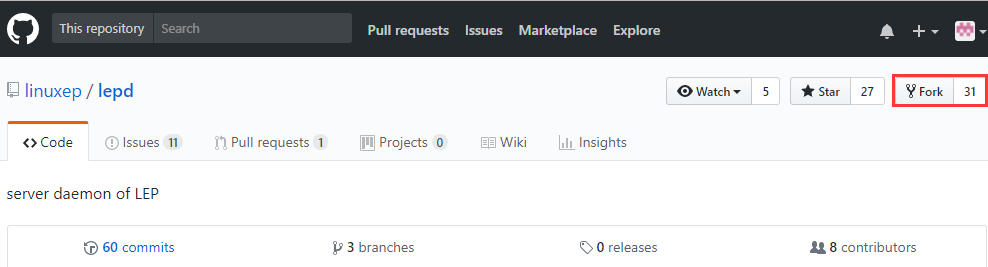 This repository Search Pull requests Issues Marketplace Explore
linuxep / lepd Watch 5 Star 27 Fork 31
Code Issues 11 Pull requests 1 Projects 0 Wiki Insights
server daemon of LEP
60 commits 3 branches 0 releases 8 contributors